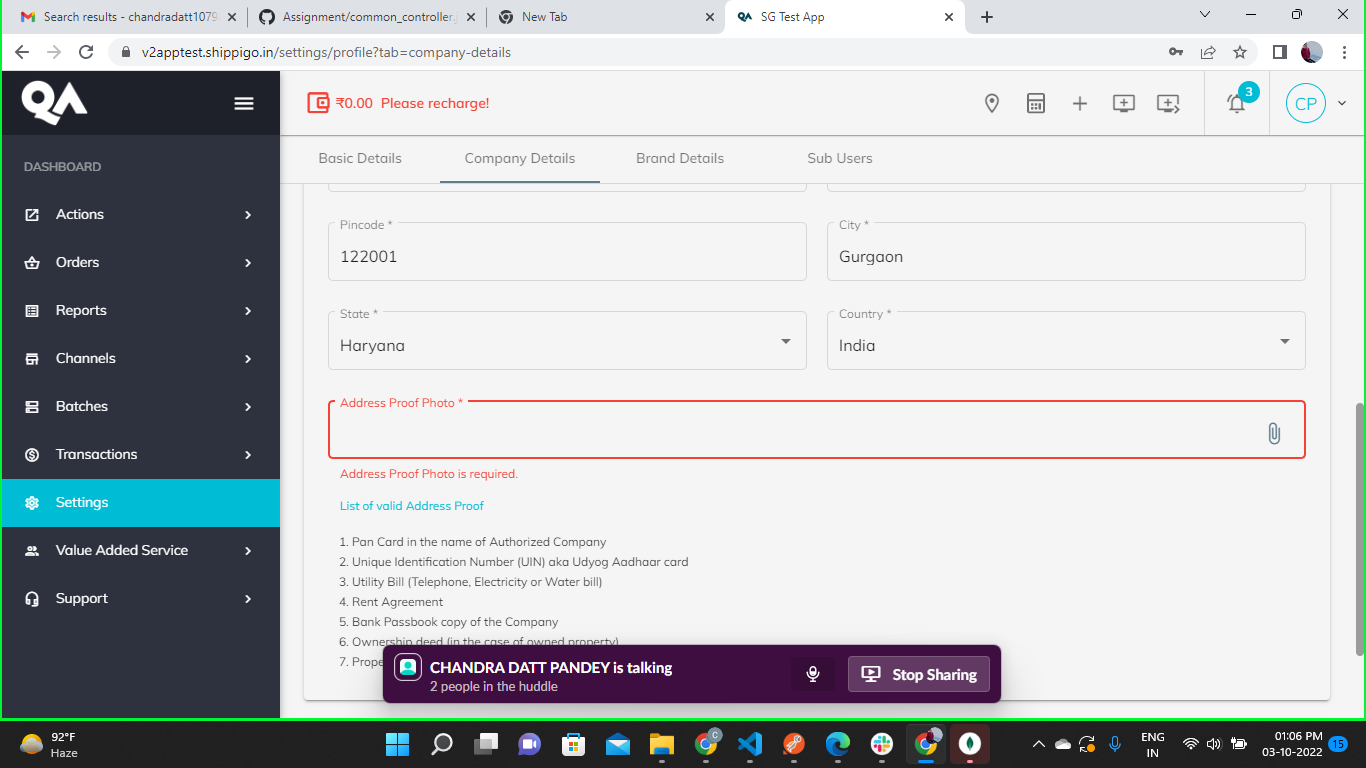 Search results - chandradatt1079
Assignment/common_controller.j
New Tab
SG Test App
v2apptest.shippigo.in/settings/profile?tab=company-details
QA
₹0.00 Please recharge!
3
CP
DASHBOARD
Actions
Orders
Reports
Channels
Batches
Transactions
Settings
Value Added Service
Support
Basic Details
Company Details
Brand Details
Sub Users
Pincode *
122001
City *
Gurgaon
State *
Haryana
Country *
India
Address Proof Photo *
Address Proof Photo is required.
List of valid Address Proof
1. Pan Card in the name of Authorized Company
2. Unique Identification Number (UIN) aka Udyog Aadhaar card
3. Utility Bill (Telephone, Electricity or Water bill)
4. Rent Agreement
5. Bank Passbook copy of the Company
6. Ownership deed (in the case of owned property)
7. Prope
CHANDRA DATT PANDEY is talking
2 people in the huddle
Stop Sharing
92°F
Haze
C
ENG
IN
01:06 PM
03-10-2022
15